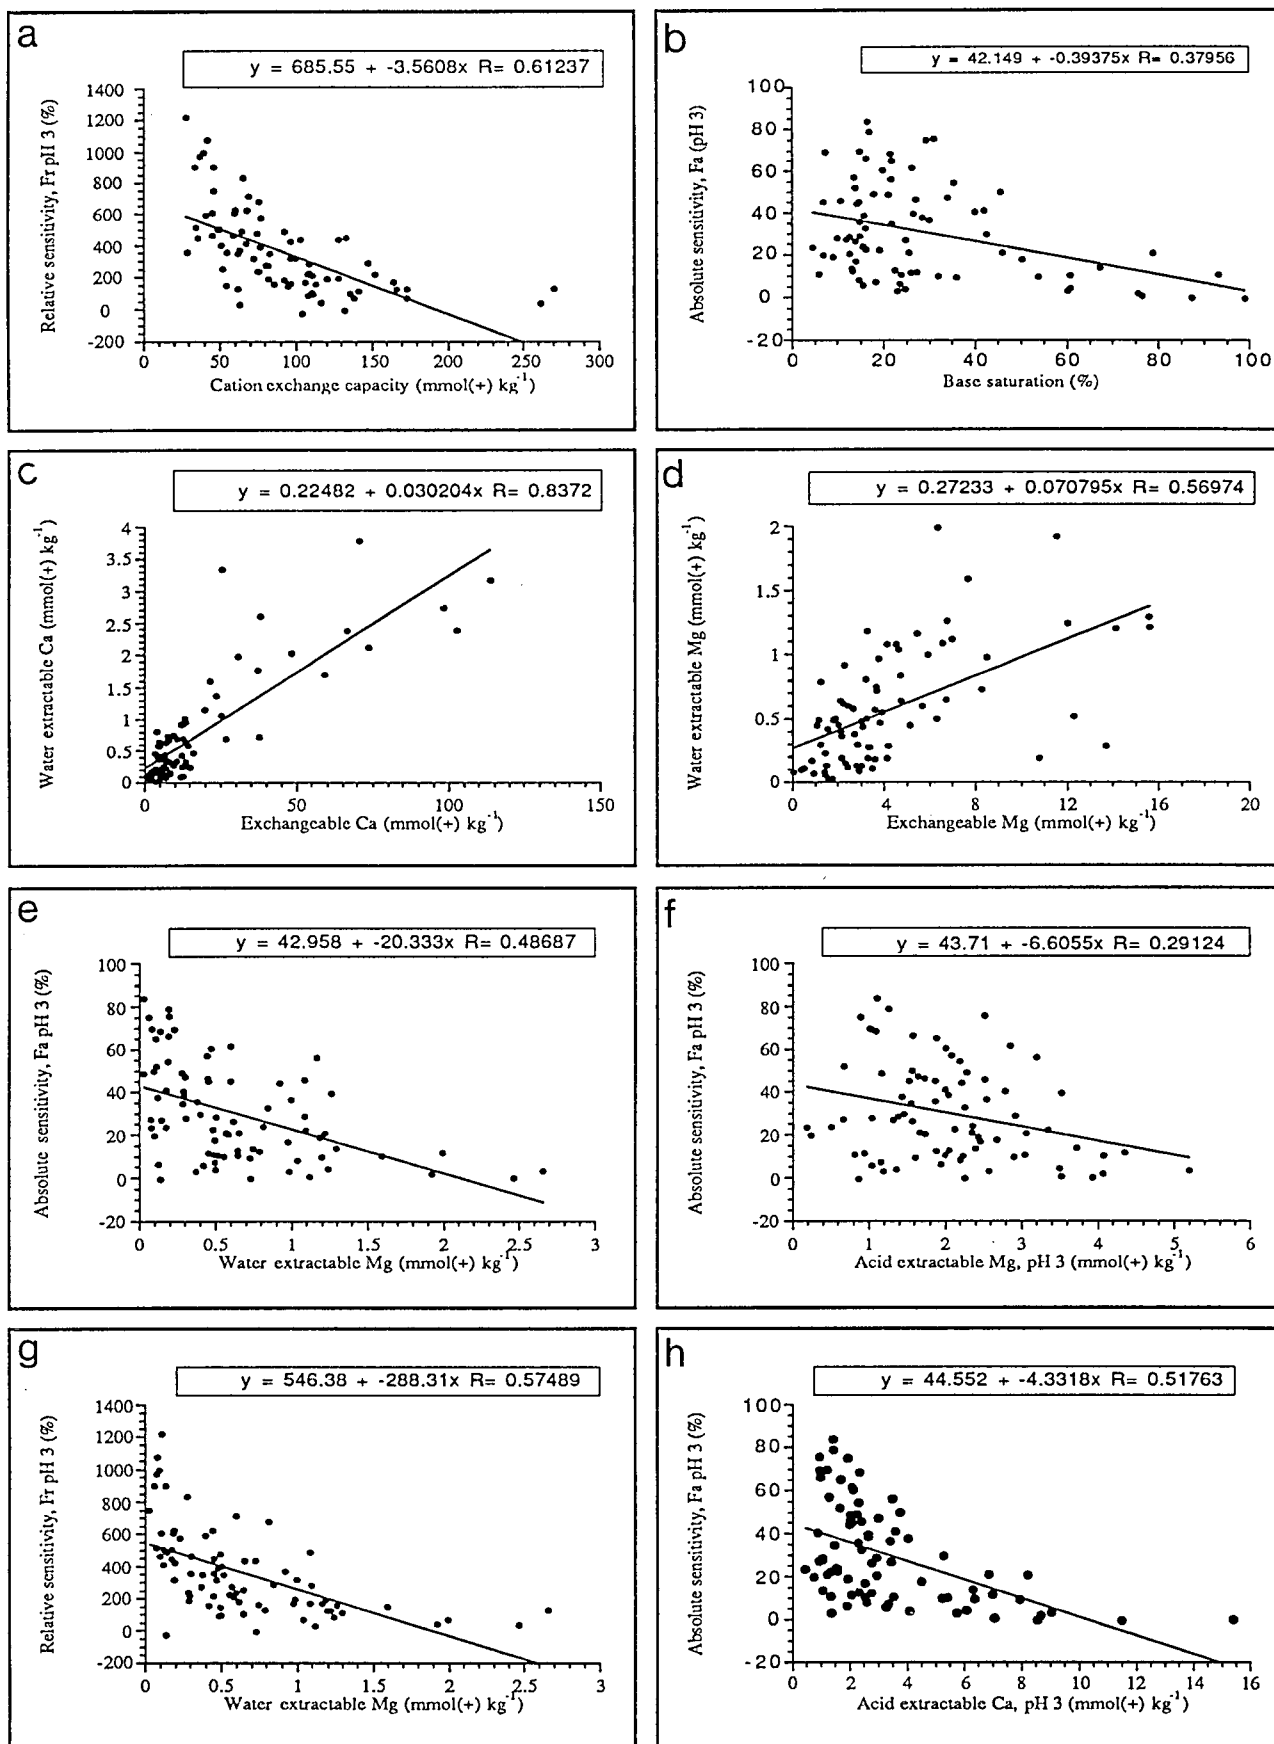 a
y = 685.55 + -3.5608x R= 0.61237
Relative sensitivity, Fr pH 3 (%)
1400
1200
1000
800
600
400
200
0
-200
0 50 100 150 200 250 300
Cation exchange capacity (mmol(+) kg-1)
b
y = 42.149 + -0.39375x R= 0.37956
Absolute sensitivity, Fa (pH 3)
100
80
60
40
20
0
-20
0 20 40 60 80 100
Base saturation (%)
c
y = 0.22482 + 0.030204x R= 0.8372
Water extractable Ca (mmol(+) kg-1)
4
3.5
3
2.5
2
1.5
1
0.5
0
0 50 100 150
Exchangeable Ca (mmol(+) kg-1)
d
y = 0.27233 + 0.070795x R= 0.56974
Water extractable Mg (mmol(+) kg-1)
2
1.5
1
0.5
0
0 4 8 12 16 20
Exchangeable Mg (mmol(+) kg-1)
e
y = 42.958 + -20.333x R= 0.48687
Absolute sensitivity, Fa pH 3 (%)
100
80
60
40
20
0
-20
0 0.5 1 1.5 2 2.5 3
Water extractable Mg (mmol(+) kg-1)
f
y = 43.71 + -6.6055x R= 0.29124
Absolute sensitivity, Fa pH 3 (%)
100
80
60
40
20
0
-20
0 1 2 3 4 5 6
Acid extractable Mg, pH 3 (mmol(+) kg-1)
g
y = 546.38 + -288.31x R= 0.57489
Relative sensitivity, Fr pH 3 (%)
1400
1200
1000
800
600
400
200
0
-200
0 0.5 1 1.5 2 2.5 3
Water extractable Mg (mmol(+) kg-1)
h
y = 44.552 + -4.3318x R= 0.51763
Absolute sensitivity, Fa pH 3 (%)
100
80
60
40
20
0
-20
0 2 4 6 8 10 12 14 16
Acid extractable Ca, pH 3 (mmol(+) kg-1)